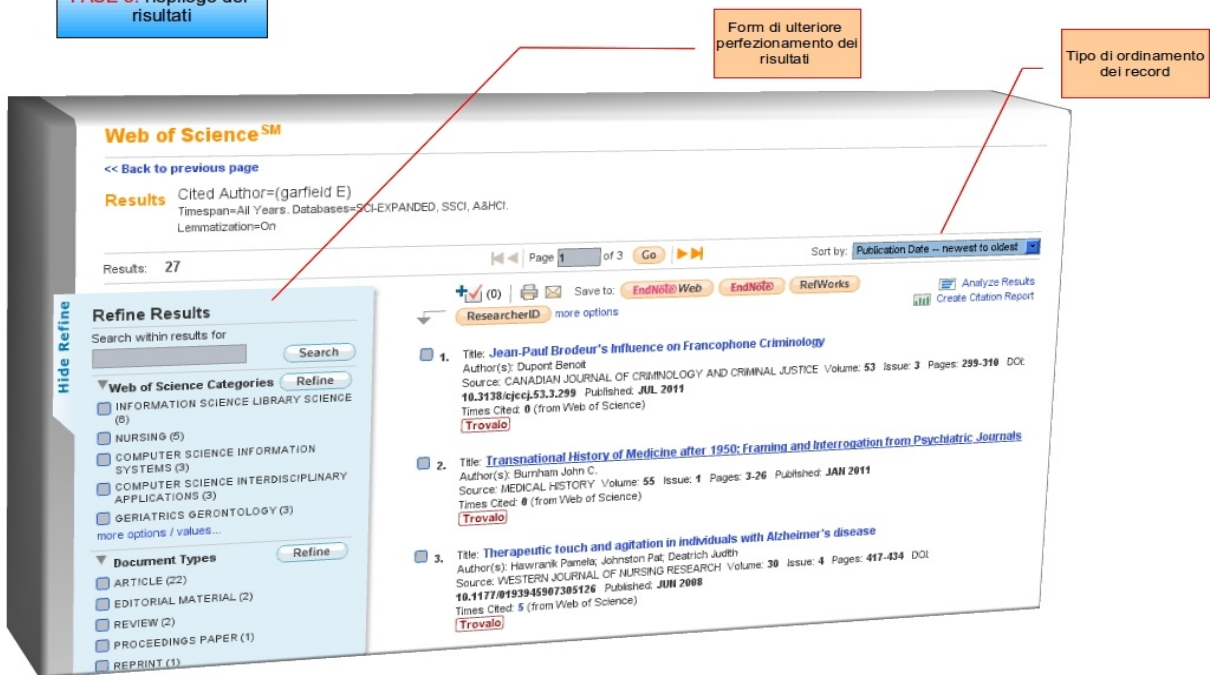 risultati
Form di ulteriore
perfezionamento dei
risultati
Tipo di ordinamento
dei record
Web of Science SM
<< Back to previous page
Results Cited Author=(garfield E)
Timespan=All Years. Databases=SCI-EXPANDED, SSCI, A&HCI.
Lemmatization=On
Results: 27
Page 1 of 3 Go
Sort by: Publication Date -- newest to oldest
Hide Refine
Refine Results
Search within results for
Search
Web of Science Categories Refine
INFORMATION SCIENCE LIBRARY SCIENCE
(6)
NURSING (5)
COMPUTER SCIENCE INFORMATION
SYSTEMS (3)
COMPUTER SCIENCE INTERDISCIPLINARY
APPLICATIONS (3)
GERIATRICS GERONTOLOGY (3)
more options / values...
Document Types Refine
ARTICLE (22)
EDITORIAL MATERIAL (2)
REVIEW (2)
PROCEEDINGS PAPER (1)
REPRINT (1)
(0) Save to: EndNote Web EndNote RefWorks
ResearcherID more options
Analyze Results
Create Citation Report
1. Title: Jean-Paul Brodeur's Influence on Francophone Criminology
Author(s): Dupont Benoit
Source: CANADIAN JOURNAL OF CRIMINOLOGY AND CRIMINAL JUSTICE Volume: 53 Issue: 3 Pages: 299-310 DOI:
10.3138/cjccj.53.3.299 Published: JUL 2011
Times Cited: 0 (from Web of Science)
Trovalo
2. Title: Transnational History of Medicine after 1950: Framing and Interrogation from Psychiatric Journals
Author(s): Burnham John C.
Source: MEDICAL HISTORY Volume: 55 Issue: 1 Pages: 3-26 Published: JAN 2011
Times Cited: 0 (from Web of Science)
Trovalo
3. Title: Therapeutic touch and agitation in individuals with Alzheimer's disease
Author(s): Hawranik Pamela; Johnston Pat; Deatrich Judith
Source: WESTERN JOURNAL OF NURSING RESEARCH Volume: 30 Issue: 4 Pages: 417-434 DOI:
10.1177/0193945907305126 Published: JUN 2008
Times Cited: 5 (from Web of Science)
Trovalo